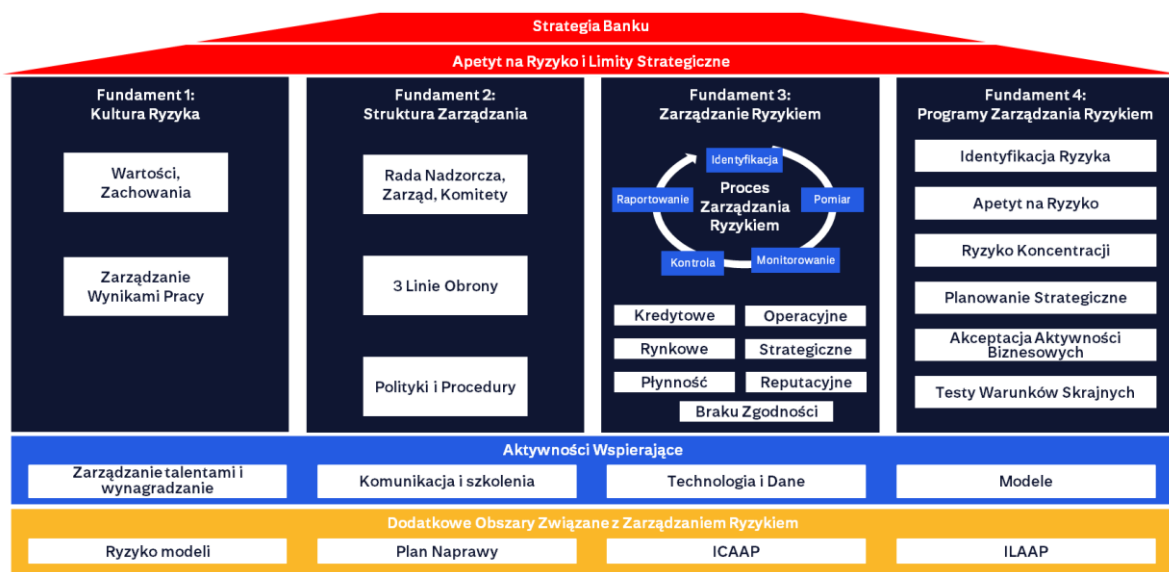 Strategia Banku
Apetyt na Ryzyko i Limity Strategiczne
Fundament 1:
Kultura Ryzyka
Wartości,
Zachowania
Zarządzanie
Wynikami Pracy
Fundament 2:
Struktura Zarządzania
Rada Nadzorcza,
Zarząd, Komitety
3 Linie Obrony
Polityki i Procedury
Fundament 3:
Zarządzanie Ryzykiem
Identyfikacja
Raportowanie
Proces
Zarządzania
Ryzykiem
Pomiar
Kontrola
Monitorowanie
Kredytowe
Operacyjne
Rynkowe
Strategiczne
Płynność
Reputacyjne
Braku Zgodności
Fundament 4:
Programy Zarządzania Ryzykiem
Identyfikacja Ryzyka
Apetyt na Ryzyko
Ryzyko Koncentracji
Planowanie Strategiczne
Akceptacja Aktywności
Biznesowych
Testy Warunków Skrajnych
Aktywności Wspierające
Zarządzanie talentami i
wynagradzanie
Komunikacja i szkolenia
Technologia i Dane
Modele
Dodatkowe Obszary Związane z Zarządzaniem Ryzykiem
Ryzyko modeli
Plan Naprawy
ICAAP
ILAAP